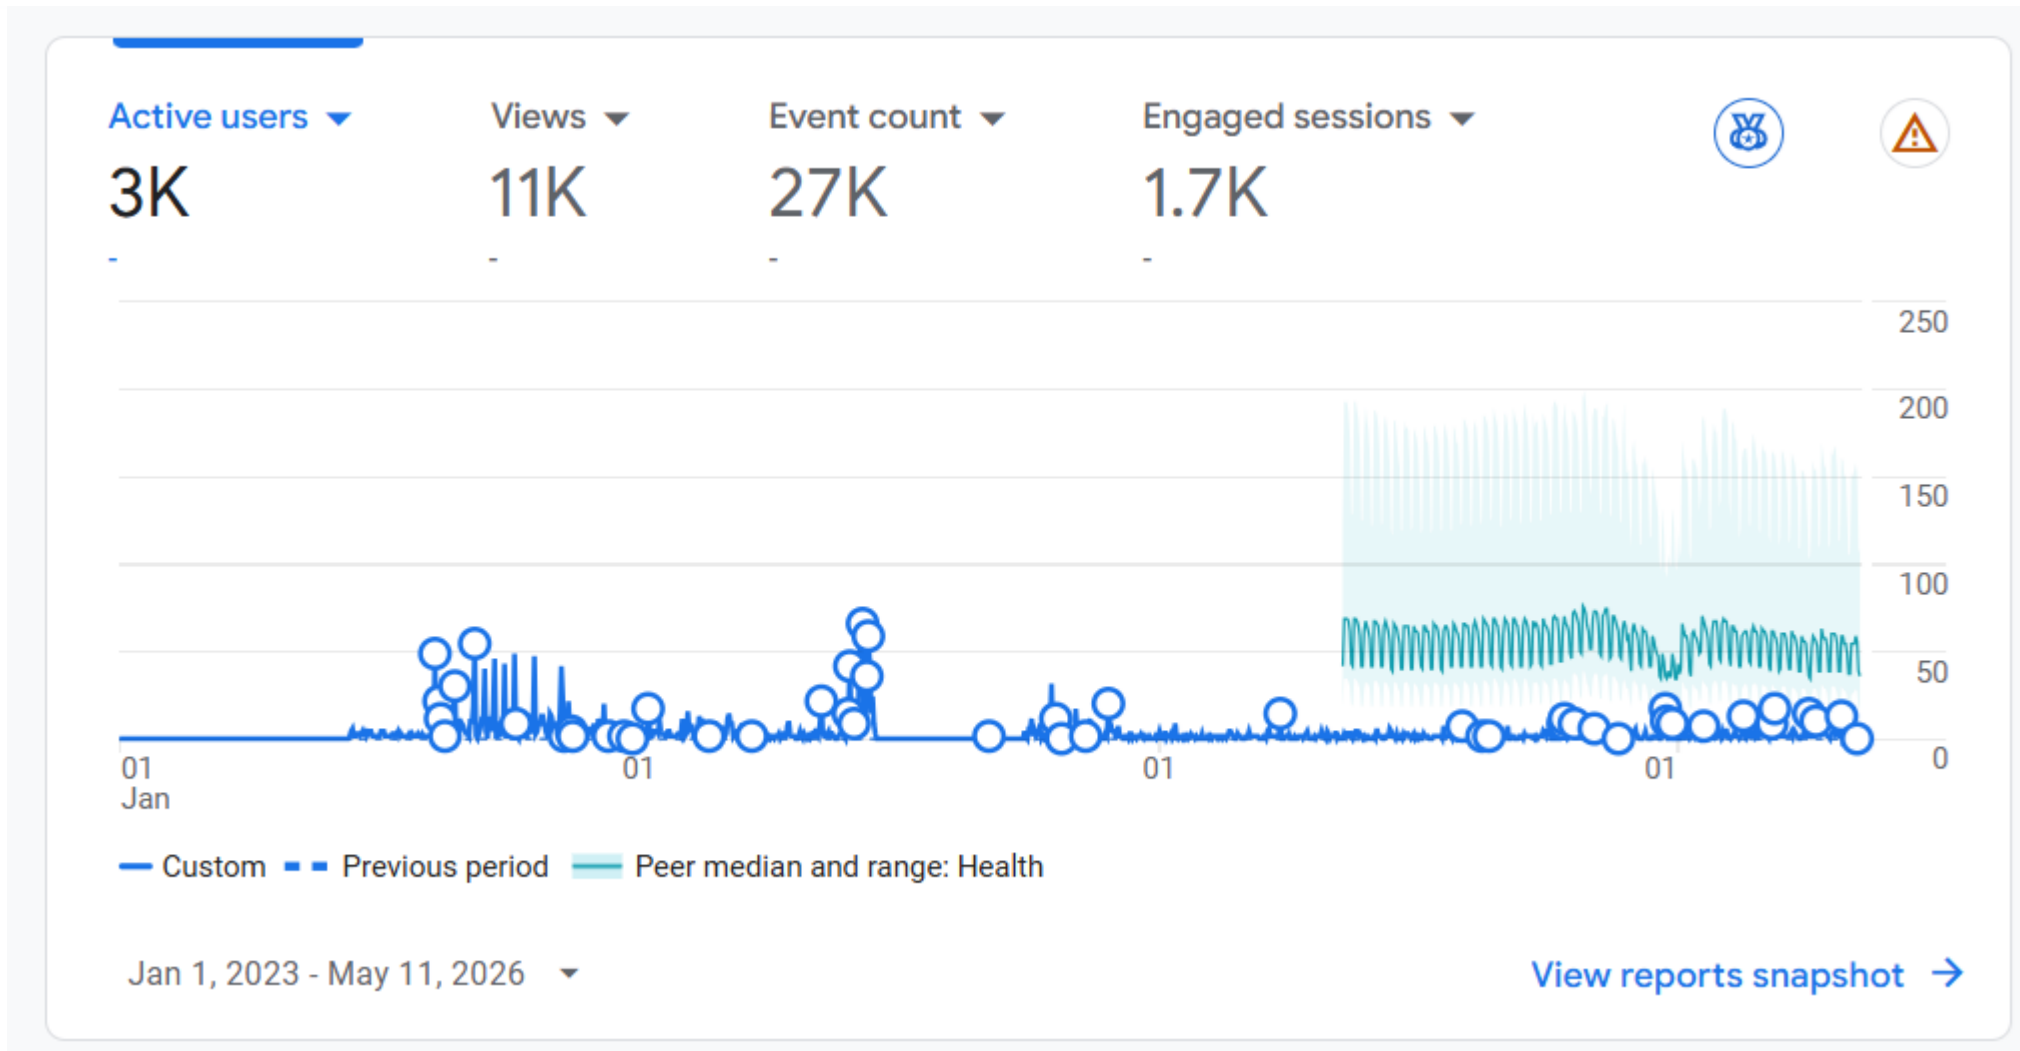 Active users Views Event count Engaged sessions
3K 11K 27K 1.7K
- - - -
250
200
150
100
50
0
01 01 01 01
Jan
Custom Previous period Peer median and range: Health
Jan 1, 2023 - May 11, 2026 View reports snapshot